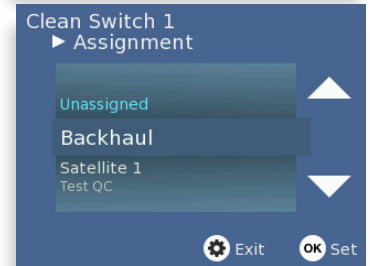 Clean Switch 1
► Assignment
Unassigned
Backhaul
Satellite 1
Test QC
Exit
OK Set